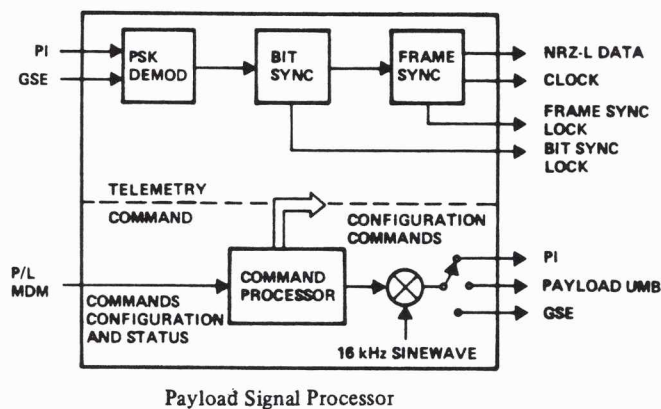 PI
GSE
PSK
DEMOD
BIT
SYNC
FRAME
SYNC
NRZ-L DATA
CLOCK
FRAME SYNC
LOCK
BIT SYNC
LOCK
TELEMETRY
COMMAND
CONFIGURATION
COMMANDS
P/L
MDM
COMMANDS
CONFIGURATION
AND STATUS
COMMAND
PROCESSOR
16 kHz SINEWAVE
PI
PAYLOAD UMB
GSE
Payload Signal Processor